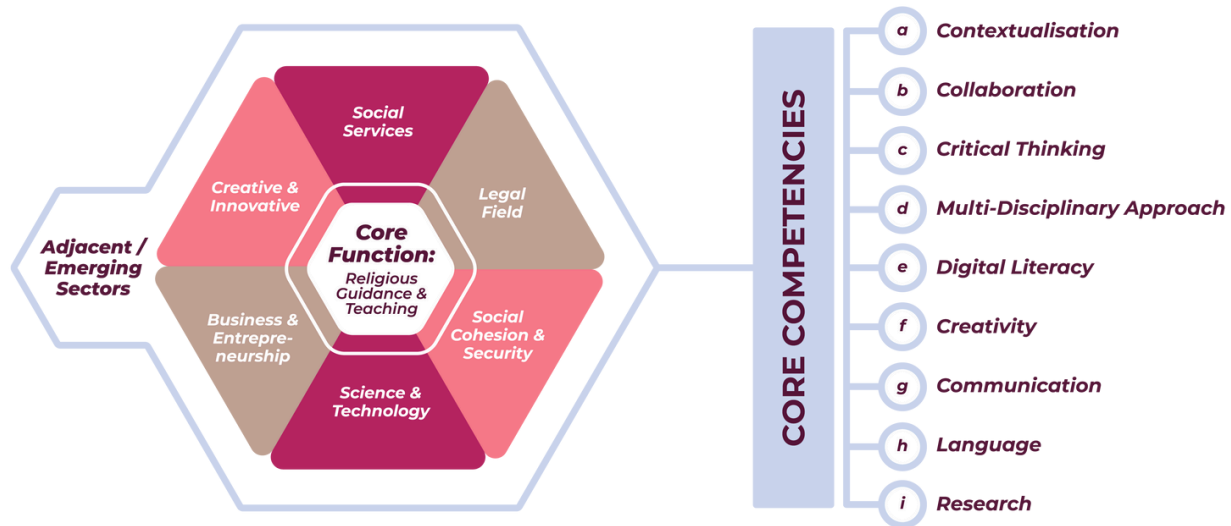 Adjacent /
Emerging
Sectors
Social
Services
Legal
Field
Social
Cohesion &
Security
Science &
Technology
Business &
Entrepre-
neurship
Creative &
Innovative
Core
Function:
Religious
Guidance &
Teaching
CORE COMPETENCIES
a Contextualisation
b Collaboration
c Critical Thinking
d Multi-Disciplinary Approach
e Digital Literacy
f Creativity
g Communication
h Language
i Research